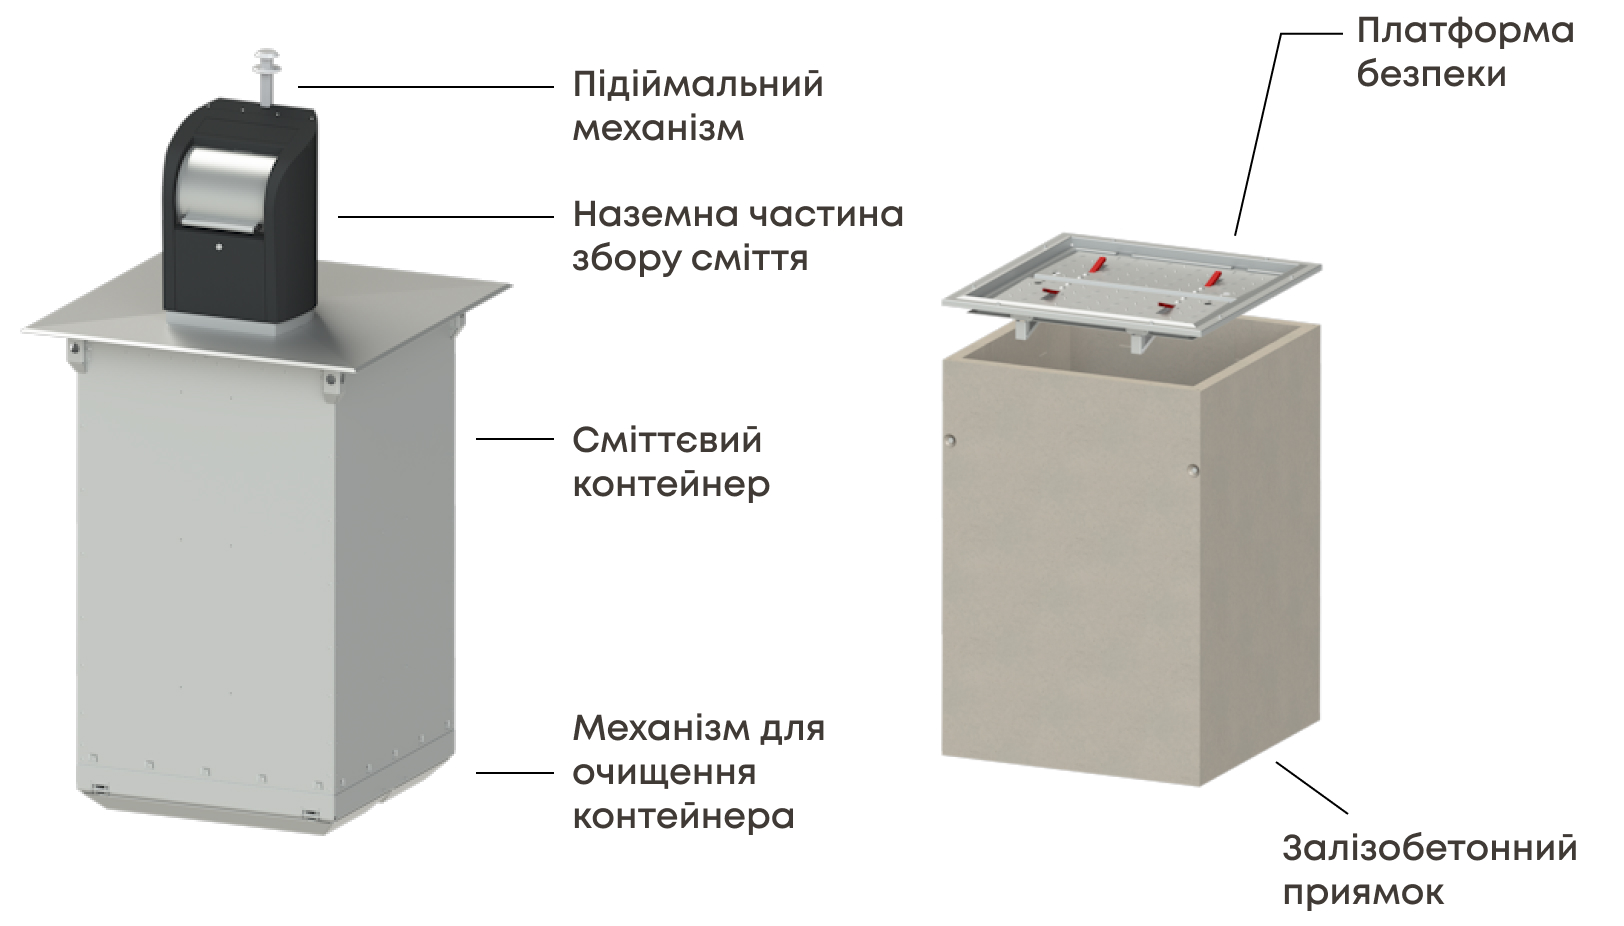 Підіймальний
механізм
Наземна частина
збору сміття
Сміттєвий
контейнер
Механізм для
очищення
контейнера
Платформа
безпеки
Залізобетонний
приямок